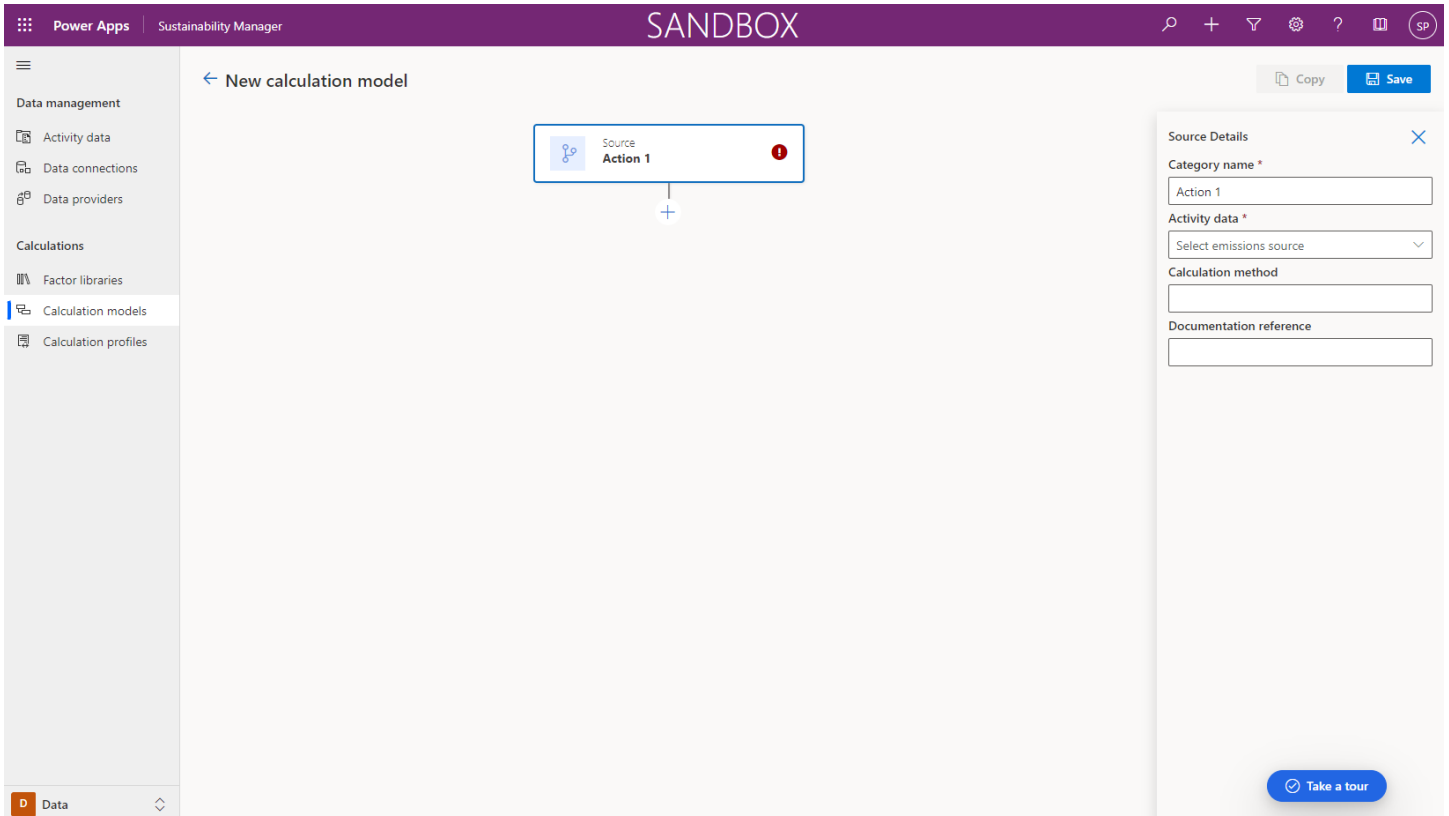 Power Apps
Sustainability Manager
SANDBOX
SP
New calculation model
Copy
Save
Data management
Activity data
Data connections
Data providers
Calculations
Factor libraries
Calculation models
Calculation profiles
D
Data
Source
Action 1
Source Details
Category name *
Action 1
Activity data *
Select emissions source
Calculation method
Documentation reference
Take a tour